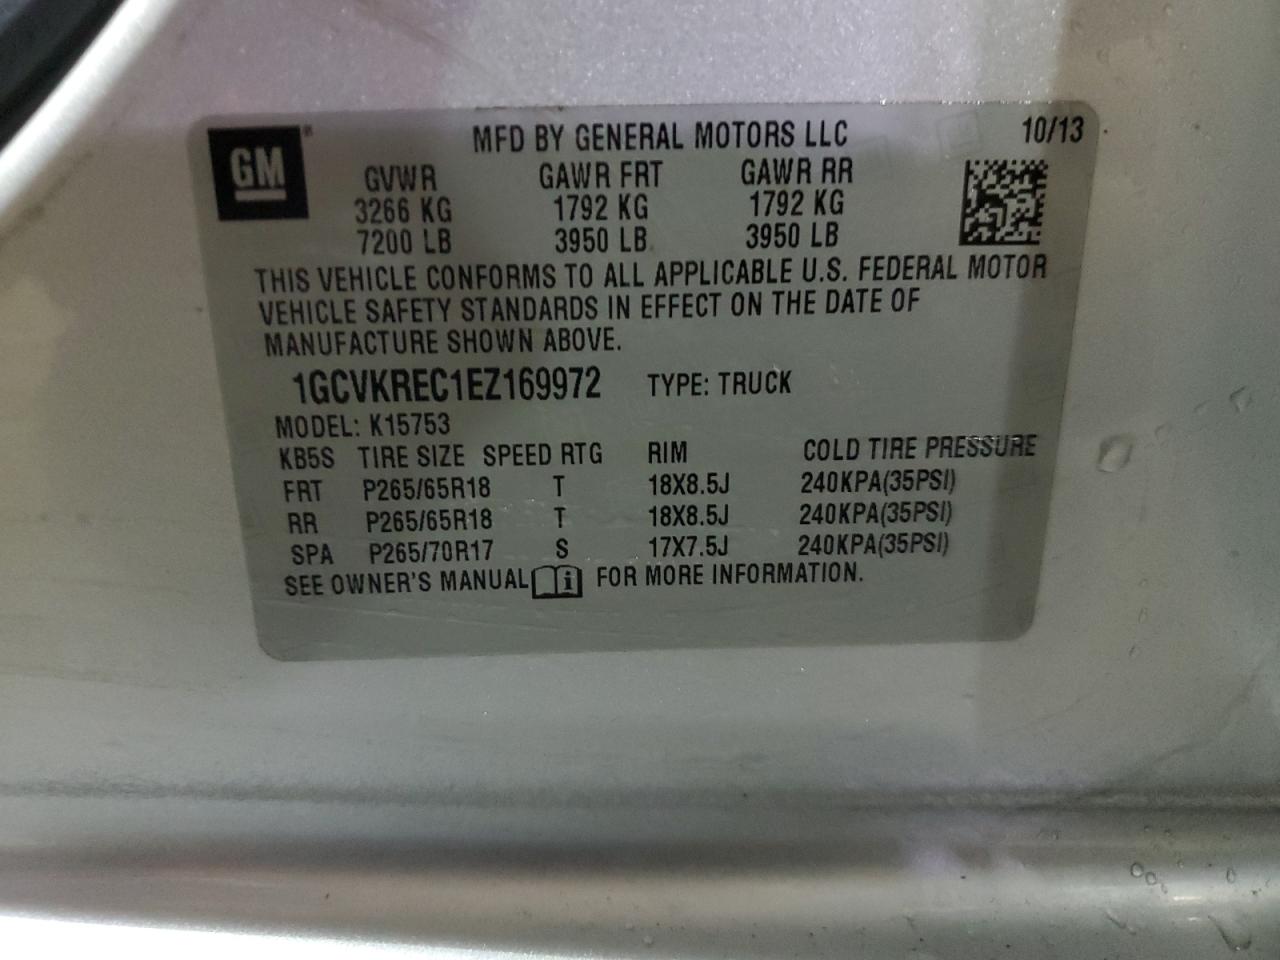 GM
MFD BY GENERAL MOTORS LLC 10/13
GVWR GAWR FRT GAWR RR
3266 KG 1792 KG 1792 KG
7200 LB 3950 LB 3950 LB
THIS VEHICLE CONFORMS TO ALL APPLICABLE U.S. FEDERAL MOTOR
VEHICLE SAFETY STANDARDS IN EFFECT ON THE DATE OF
MANUFACTURE SHOWN ABOVE.
1GCVKREC1EZ169972 TYPE: TRUCK
MODEL: K15753
KB5S TIRE SIZE SPEED RTG RIM COLD TIRE PRESSURE
FRT P265/65R18 T 18X8.5J 240KPA(35PSI)
RR P265/65R18 T 18X8.5J 240KPA(35PSI)
SPA P265/70R17 S 17X7.5J 240KPA(35PSI)
SEE OWNER'S MANUAL i FOR MORE INFORMATION.